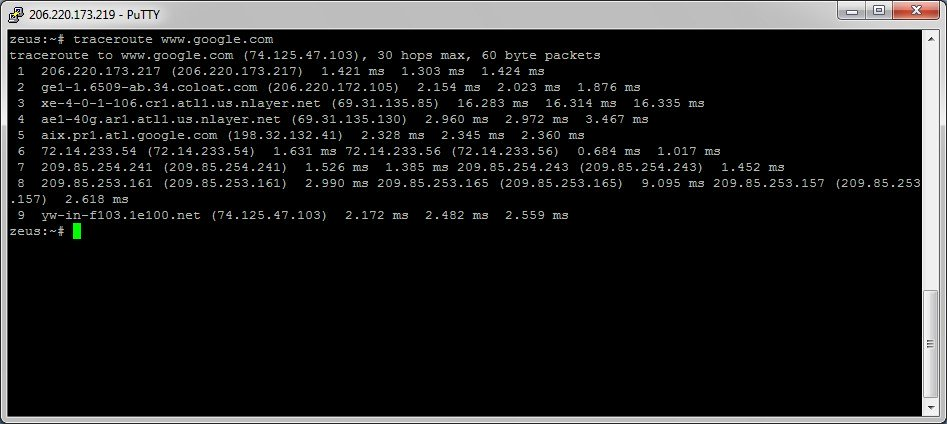 206.220.173.219 - PuTTY
zeus:~# traceroute www.google.com
traceroute to www.google.com (74.125.47.103), 30 hops max, 60 byte packets
 1  206.220.173.217 (206.220.173.217)  1.421 ms  1.303 ms  1.424 ms
 2  ge1-1.6509-ab.34.coloat.com (206.220.172.105)  2.154 ms  2.023 ms  1.876 ms
 3  xe-4-0-1-106.cr1.atl1.us.nlayer.net (69.31.135.85)  16.283 ms  16.314 ms  16.335 ms
 4  ae1-40g.ar1.atl1.us.nlayer.net (69.31.135.130)  2.960 ms  2.972 ms  3.467 ms
 5  aix.pr1.atl.google.com (198.32.132.41)  2.328 ms  2.345 ms  2.360 ms
 6  72.14.233.54 (72.14.233.54)  1.631 ms 72.14.233.56 (72.14.233.56)  0.684 ms  1.017 ms
 7  209.85.254.241 (209.85.254.241)  1.526 ms  1.385 ms 209.85.254.243 (209.85.254.243)  1.452 ms
 8  209.85.253.161 (209.85.253.161)  2.990 ms 209.85.253.165 (209.85.253.165)  9.095 ms 209.85.253.157 (209.85.253
.157)  2.618 ms
 9  yw-in-f103.1e100.net (74.125.47.103)  2.172 ms  2.482 ms  2.559 ms
zeus:~#